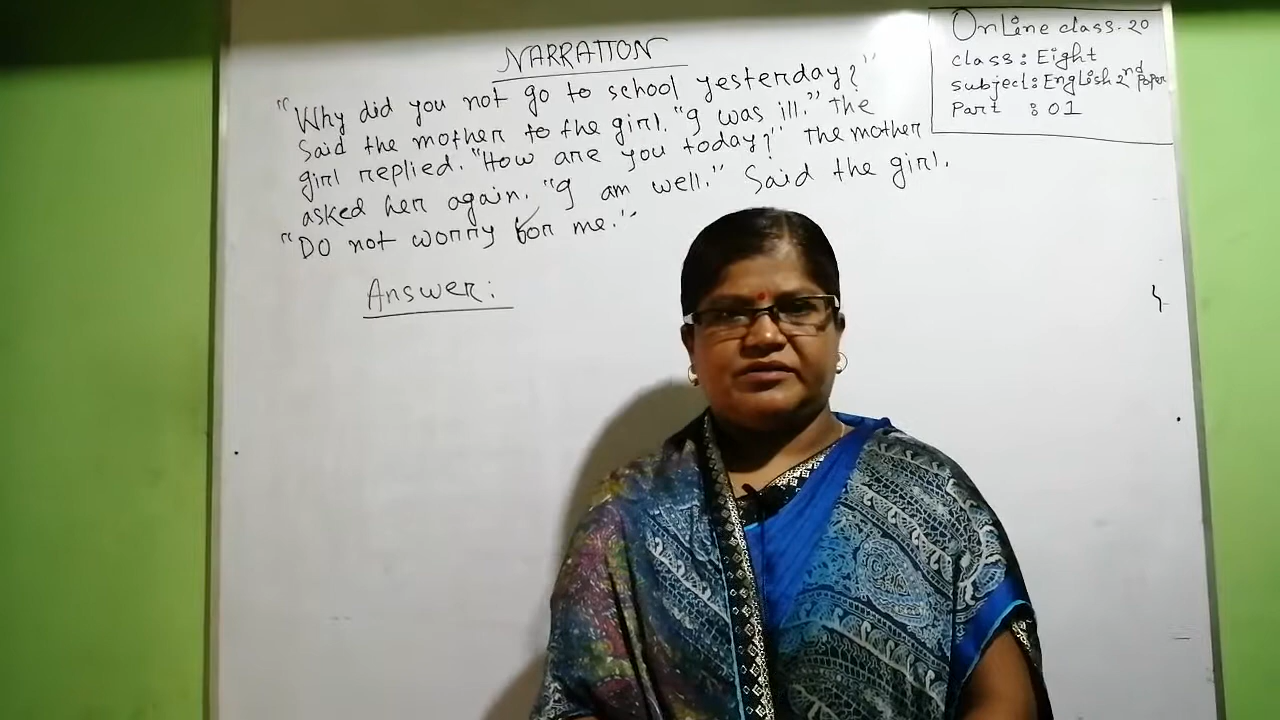 NARRATION
"Why did you not go to school yesterday?"
Said the mother to the girl. "I was ill." The
girl replied. "How are you today?" The mother
asked her again. "I am well." Said the girl.
"Do not worry for me."
Answer:
Online class-20
class: Eight
subject: English 2nd Paper
Part : 01